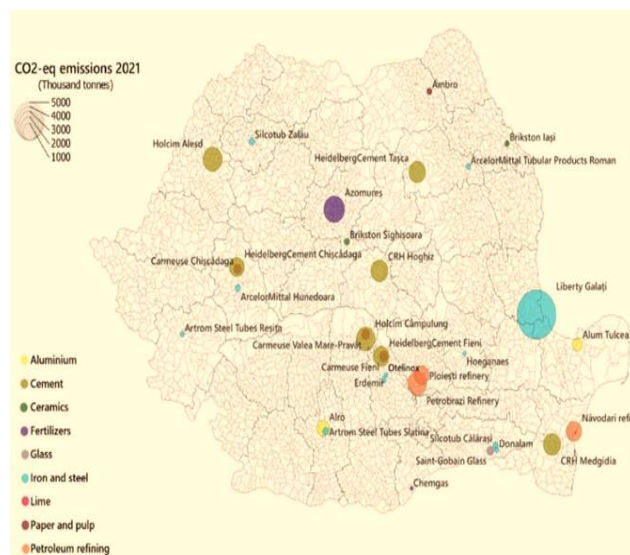 CO2-eq emissions 2021
(Thousand tonnes)
5000
4000
3000
2000
1000
Ambro
Silcotub Zalău
Brikston Iași
Holcim Aleșd
HeidelbergCement Tașca
ArcelorMittal Tubular Products Roman
Azomureș
Brikston Sighisoara
HeidelbergCement Chișcădaga
Carmeuse Chișcădaga
CRH Hoghiz
Liberty Galați
ArcelorMittal Hunedoara
Holcim Câmpulung
Artrom Steel Tubes Reșița
Alum Tulcea
Carmeuse Valea Mare-Pravăț
HeidelbergCement Fieni
Hoeganaes
Aluminium
Carmeuse Fieni
Otelinox
Ploiești refinery
Erdemir
Cement
Petrobrazi Refinery
Ceramics
Alro
Năvodari refi
Fertilizers
Artrom Steel Tubes Slatina
Silcotub Călărași
Donalam
Glass
Saint-Gobain Glass
CRH Medgidia
Iron and steel
Chemgas
Lime
Paper and pulp
Petroleum refining